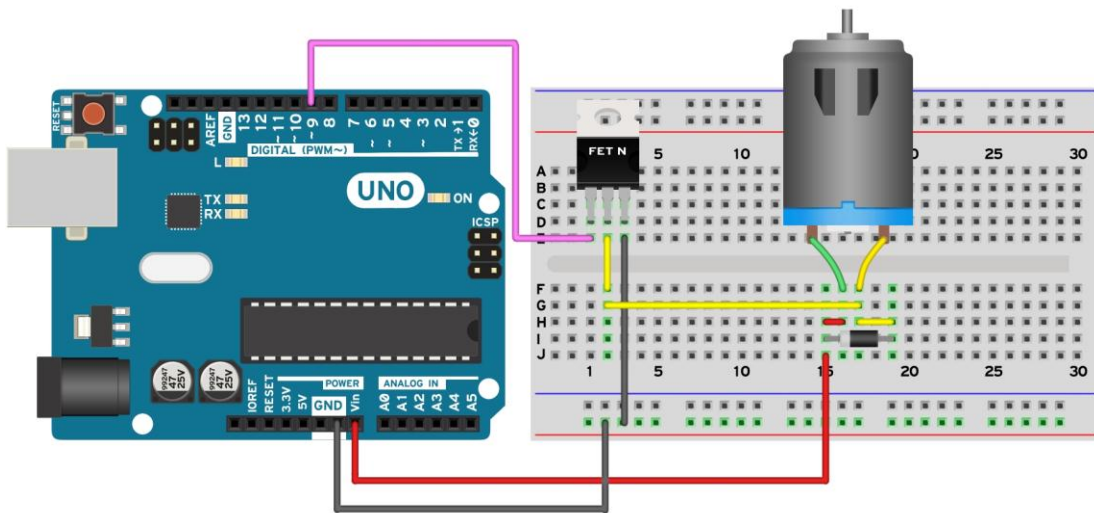 RESET
AREF
GND
13
12
~11
~10
~9
8
7
~6
~5
4
~3
2
TX→1
RX←0
DIGITAL (PWM~)
L
TX
RX
UNO
ON
ICSP
99247
47
25V
99247
47
25V
POWER
ANALOG IN
IOREF
RESET
3.3V
5V
GND
Vin
A0
A1
A2
A3
A4
A5
FET N
5 10 20 25 30
A
B
C
D
E
F
G
H
I
J
1 5 10 15 20 25 30